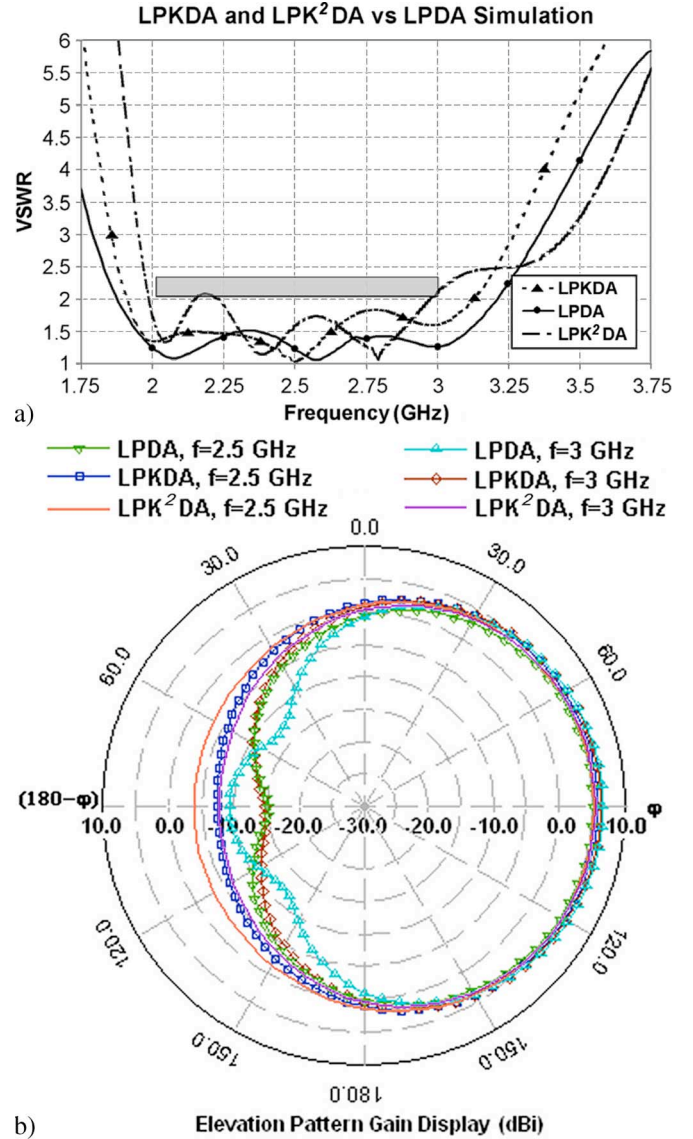 LPKDA and LPK²DA vs LPDA Simulation
6
5.5
5
4.5
4
3.5
3
2.5
2
1.5
1
VSWR
LPKDA
LPDA
LPK²DA
1.75 2 2.25 2.5 2.75 3 3.25 3.5 3.75
Frequency (GHz)
a)
LPDA, f=2.5 GHz LPDA, f=3 GHz
LPKDA, f=2.5 GHz LPKDA, f=3 GHz
LPK²DA, f=2.5 GHz LPK²DA, f=3 GHz
0.0
30.0 30.0
60.0 60.0
(180-φ) φ
10.0 0.0 -10.0 -20.0 -30.0 -20.0 -10.0 0.0 10.0
120.0 120.0
150.0 150.0
180.0
b) Elevation Pattern Gain Display (dBi)